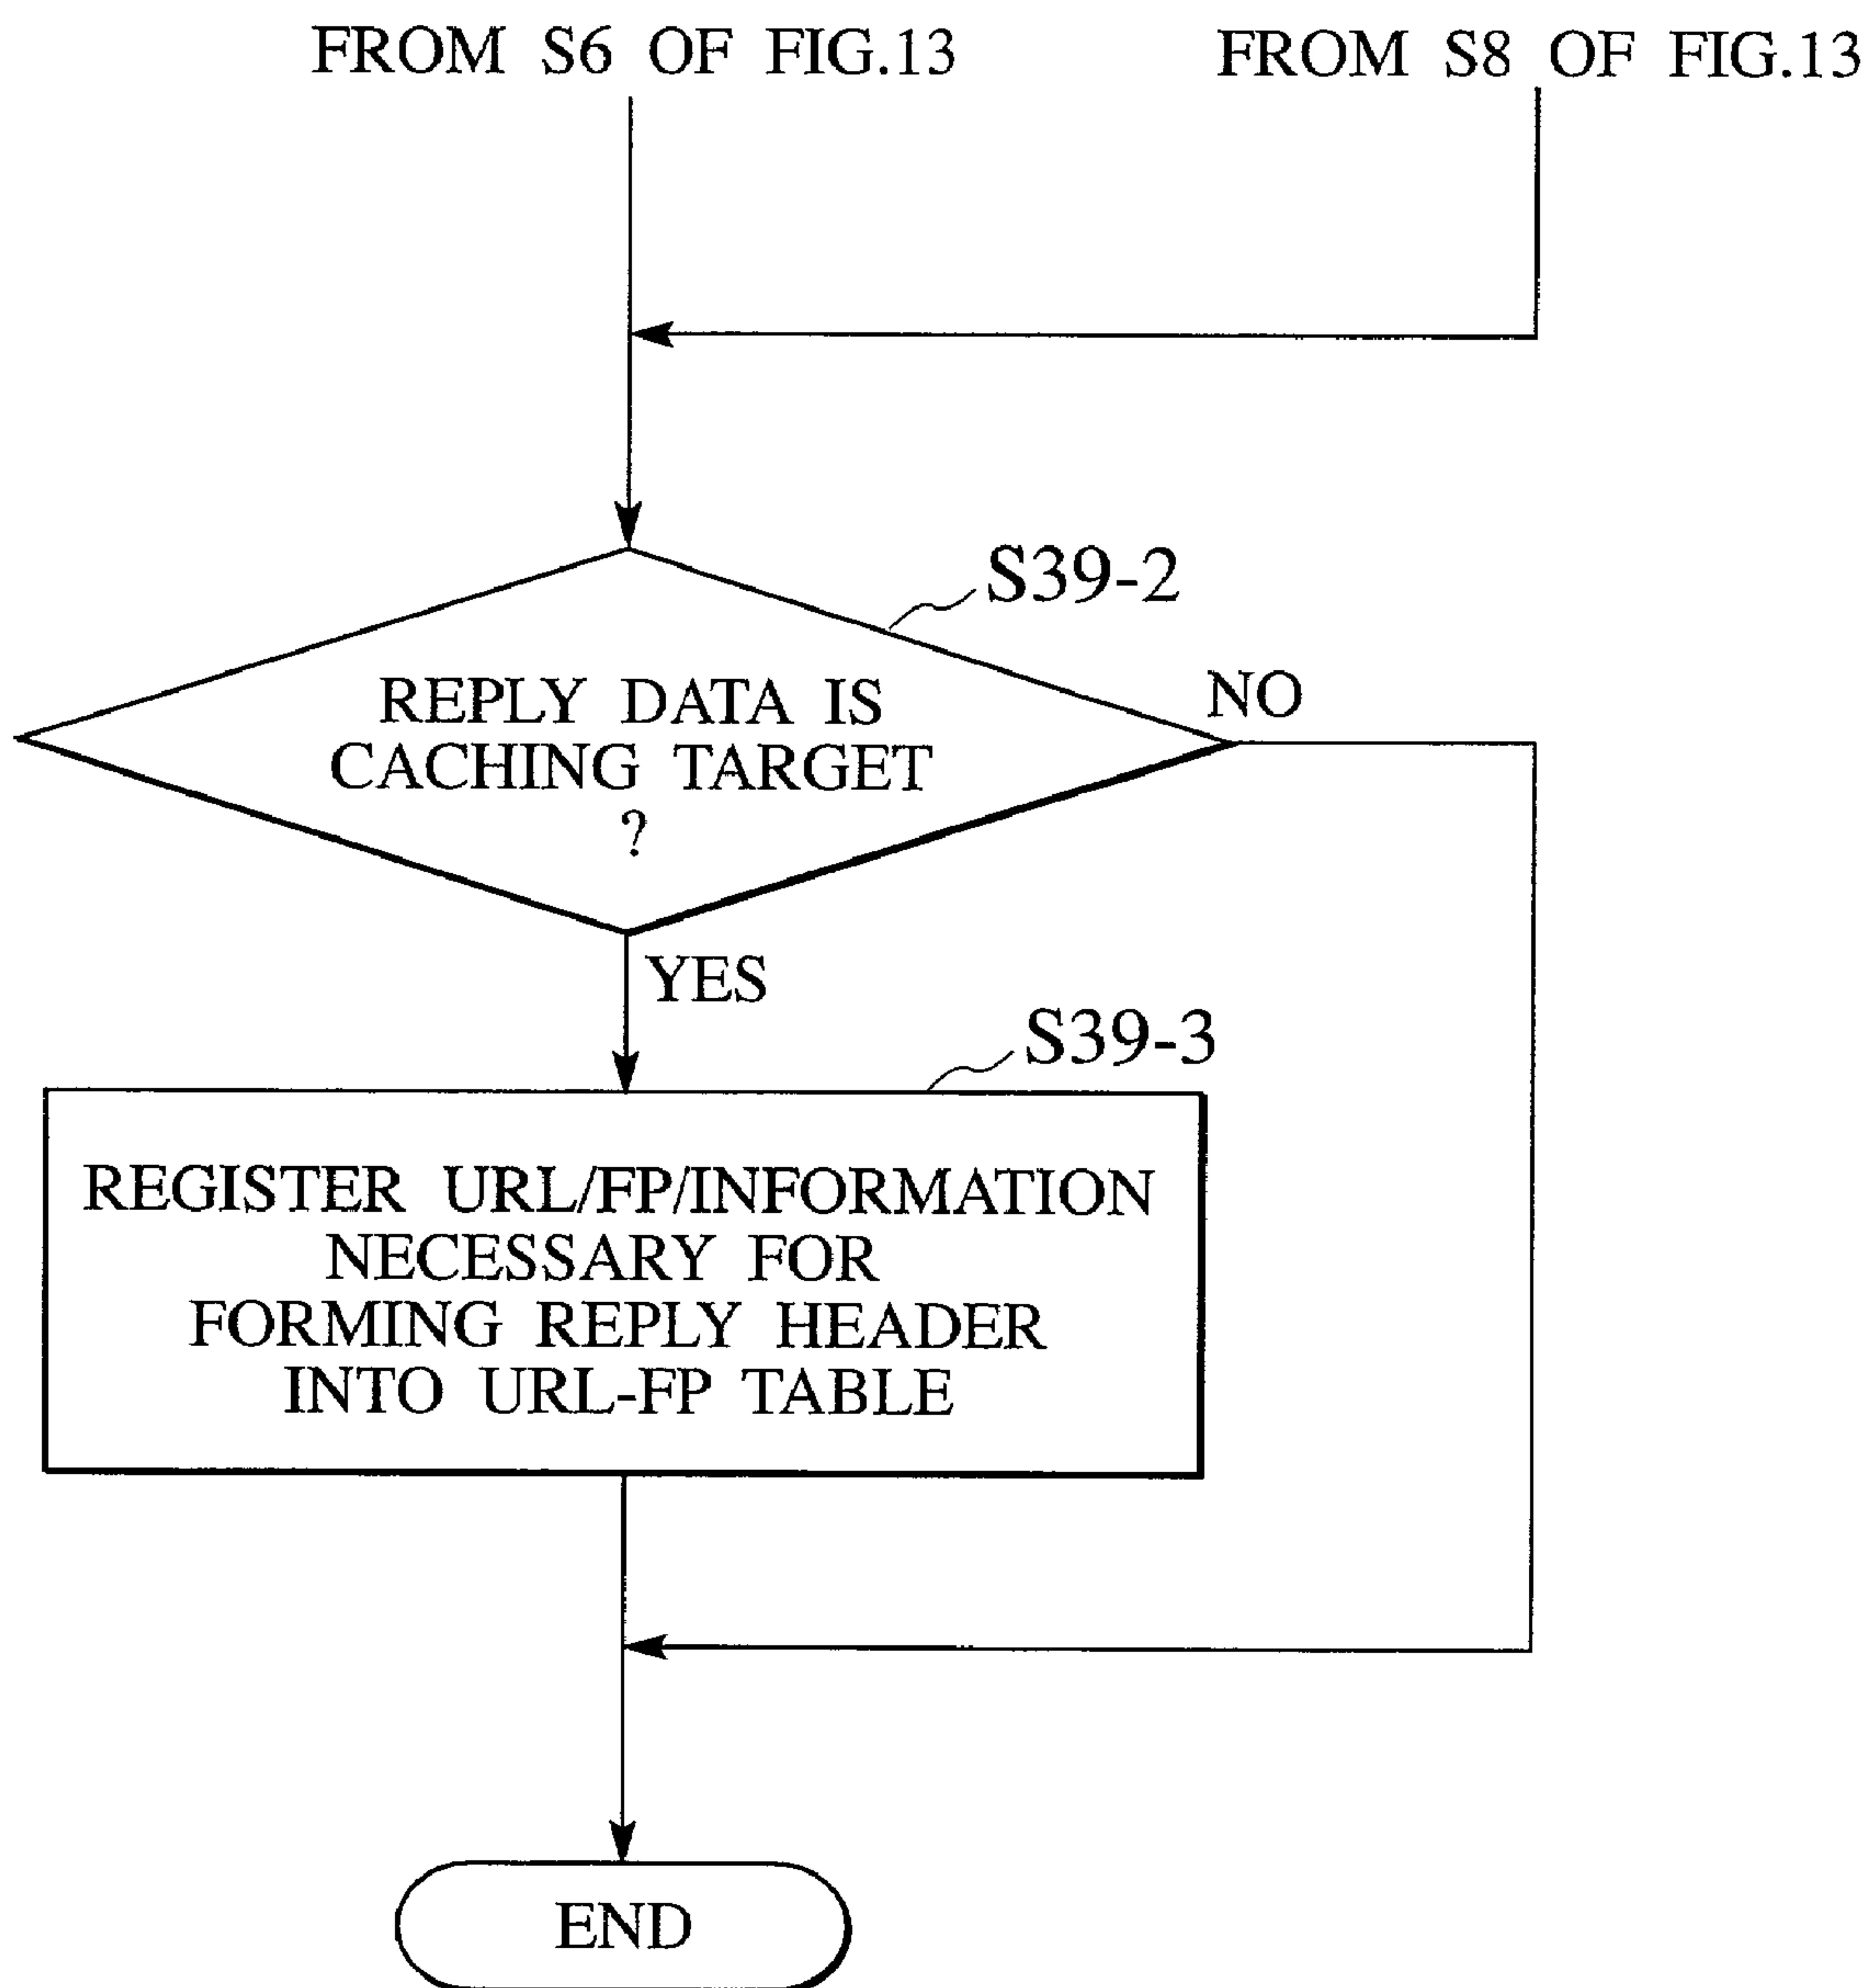 FROM S6 OF FIG.13
FROM S8 OF FIG.13
S39-2
REPLY DATA IS
CACHING TARGET
?
NO
YES
S39-3
REGISTER URL/FP/INFORMATION
NECESSARY FOR
FORMING REPLY HEADER
INTO URL-FP TABLE
END